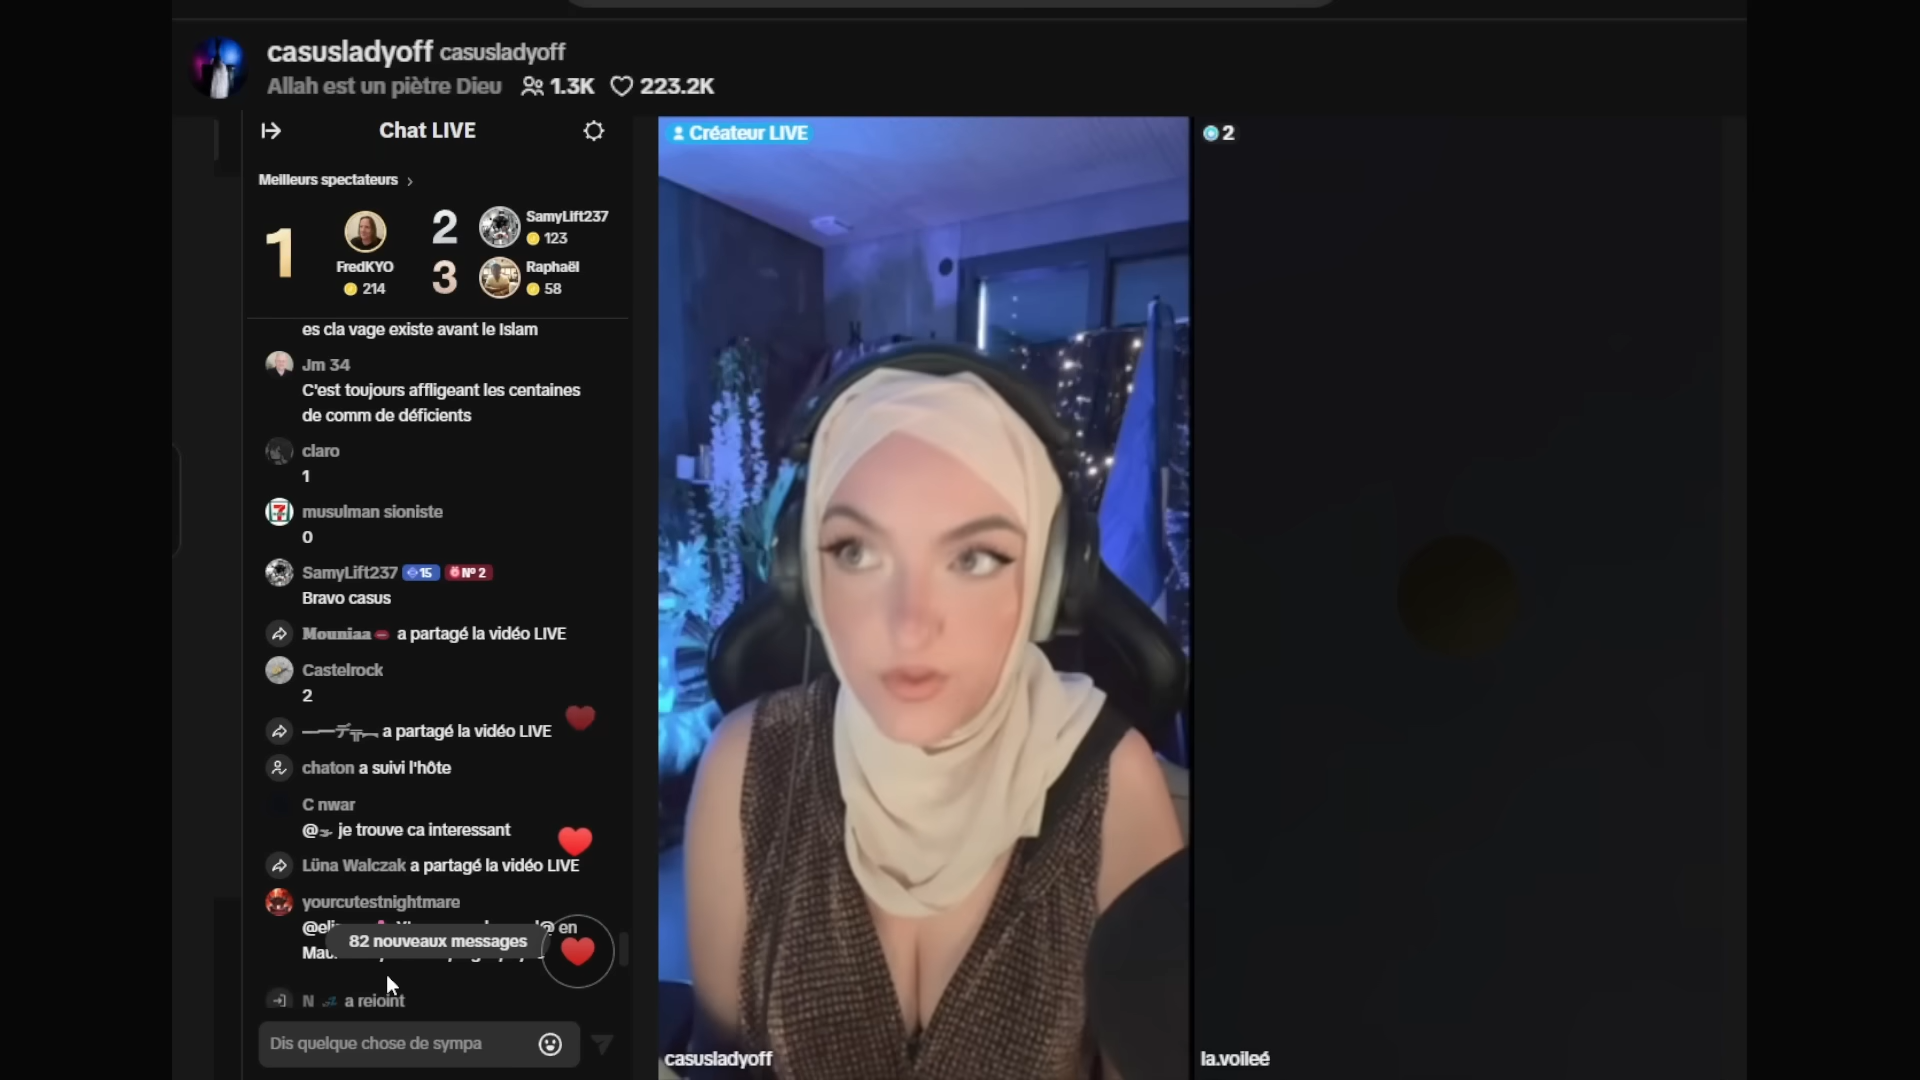 casusladyoff casusladyoff
Allah est un piètre Dieu 1.3K 223.2K
Chat LIVE
Meilleurs spectateurs
1
FredKYO
214
2
SamyLift237
123
3
Raphaël
58
es cla vage existe avant le Islam
Jm 34
C'est toujours affligeant les centaines
de comm de déficients
claro
1
musulman sioniste
0
SamyLift237 15 N° 2
Bravo casus
Mouniaa a partagé la vidéo LIVE
Castelrock
2
a partagé la vidéo LIVE
chaton a suivi l'hôte
C nwar
@ je trouve ca interessant
Lüna Walczak a partagé la vidéo LIVE
yourcutestnightmare
en
82 nouveaux messages
N a rejoint
Dis quelque chose de sympa
Créateur LIVE
casusladyoff
2
la.voileé